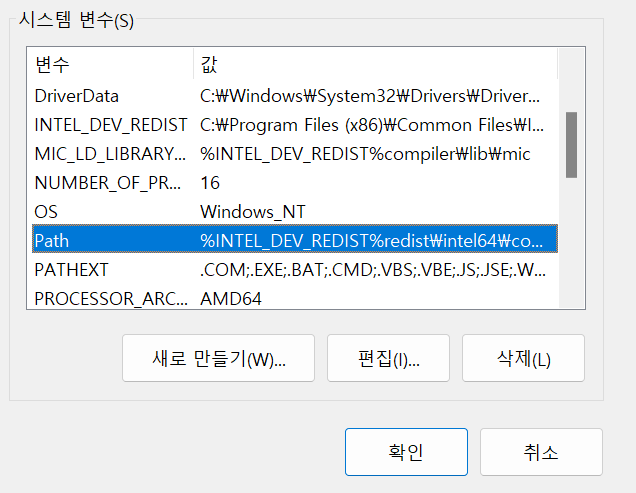 시스템 변수(S)
변수 값
DriverData C:₩Windows₩System32₩Drivers₩Driver...
INTEL_DEV_REDIST C:₩Program Files (x86)₩Common Files₩I...
MIC_LD_LIBRARY... %INTEL_DEV_REDIST%compiler₩lib₩mic
NUMBER_OF_PR... 16
OS Windows_NT
Path %INTEL_DEV_REDIST%redist₩intel64₩co...
PATHEXT .COM;.EXE;.BAT;.CMD;.VBS;.VBE;.JS;.JSE;.W...
PROCESSOR_ARC... AMD64
새로 만들기(W)... 편집(I)... 삭제(L)
확인 취소